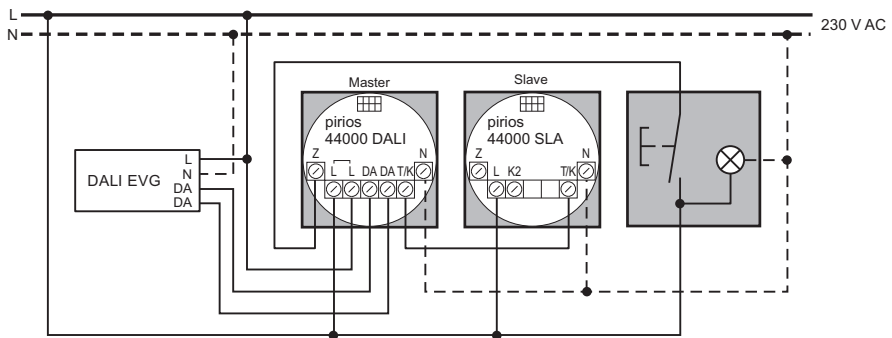 L
N
230 V AC
Master
Slave
pirios
44000 DALI
pirios
44000 SLA
Z
N
Z
N
L L DA DA T/K
L K2 T/K
DALI EVG
L
N
DA
DA